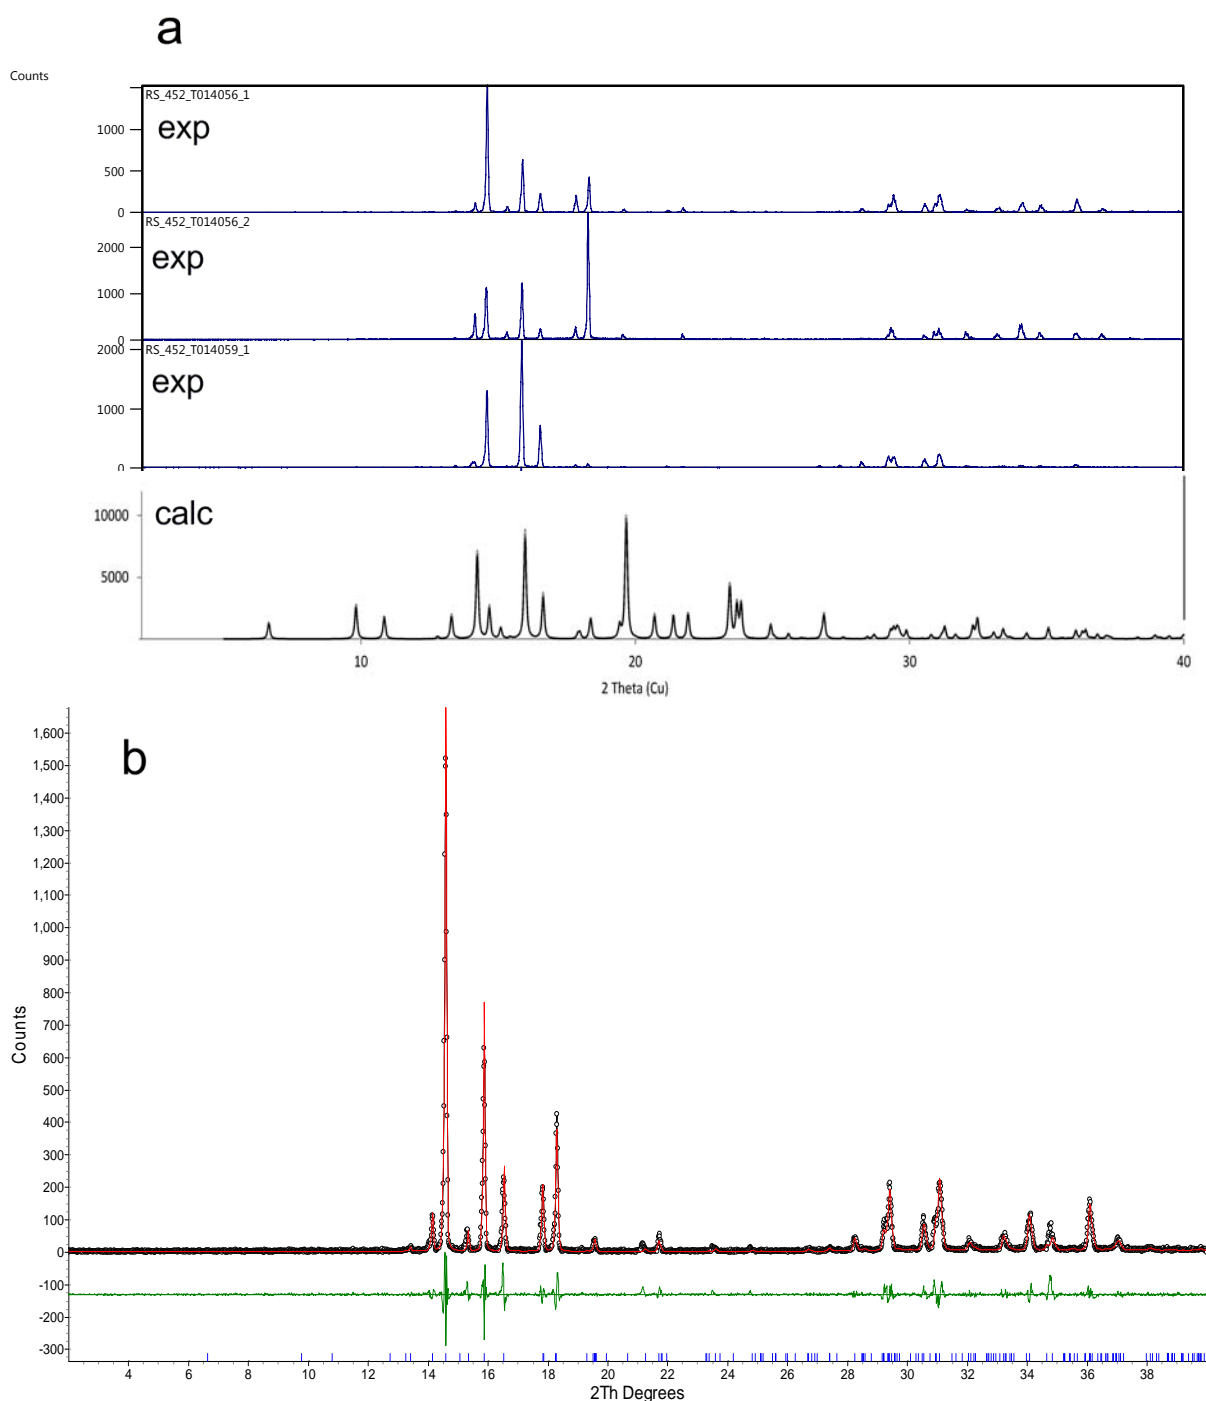 a
Counts
RS_452_T014056_1
exp
1000
500
0
RS_452_T014056_2
exp
2000
1000
0
RS_452_T014059_1
exp
2000
1000
0
calc
10000
5000
10 20 30 40
2 Theta (Cu)
b
1,600
1,500
1,400
1,300
1,200
1,100
1,000
900
800
700
600
500
400
300
200
100
0
-100
-200
-300
Counts
4 6 8 10 12 14 16 18 20 22 24 26 28 30 32 34 36 38
2Th Degrees